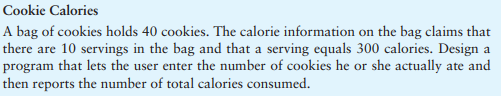 Cookie Calories
A bag of cookies holds 40 cookies. The calorie information on the bag claims that
there are 10 servings in the bag and that a serving equals 300 calories. Design a
program that lets the user enter the number of cookies he or she actually ate and
then reports the number of total calories consumed.